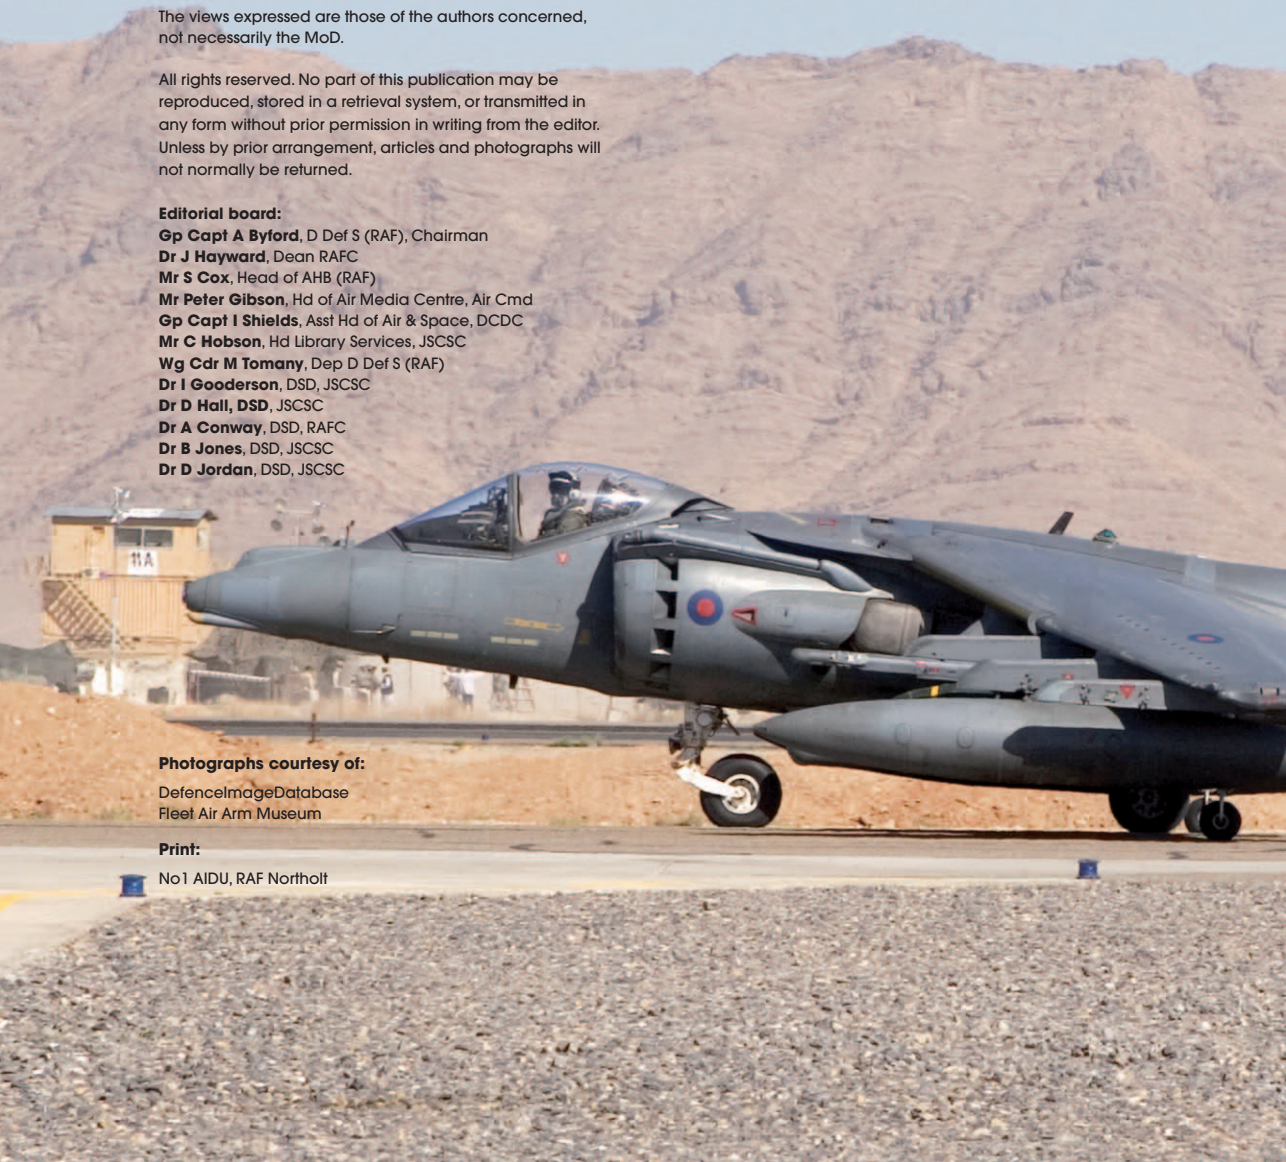 The views expressed are those of the authors concerned,
not necessarily the MoD.
All rights reserved. No part of this publication may be
reproduced, stored in a retrieval system, or transmitted in
any form without prior permission in writing from the editor.
Unless by prior arrangement, articles and photographs will
not normally be returned.
Editorial board:
Gp Capt A Byford, D Def S (RAF), Chairman
Dr J Hayward, Dean RAFC
Mr S Cox, Head of AHB (RAF)
Mr Peter Gibson, Hd of Air Media Centre, Air Cmd
Gp Capt I Shields, Asst Hd of Air & Space, DCDC
Mr C Hobson, Hd Library Services, JSCSC
Wg Cdr M Tomany, Dep D Def S (RAF)
Dr I Gooderson, DSD, JSCSC
Dr D Hall, DSD, JSCSC
Dr A Conway, DSD, RAFC
Dr B Jones, DSD, JSCSC
Dr D Jordan, DSD, JSCSC
11A
Photographs courtesy of:
DefenceImageDatabase
Fleet Air Arm Museum
Print:
No1 AIDU, RAF Northolt